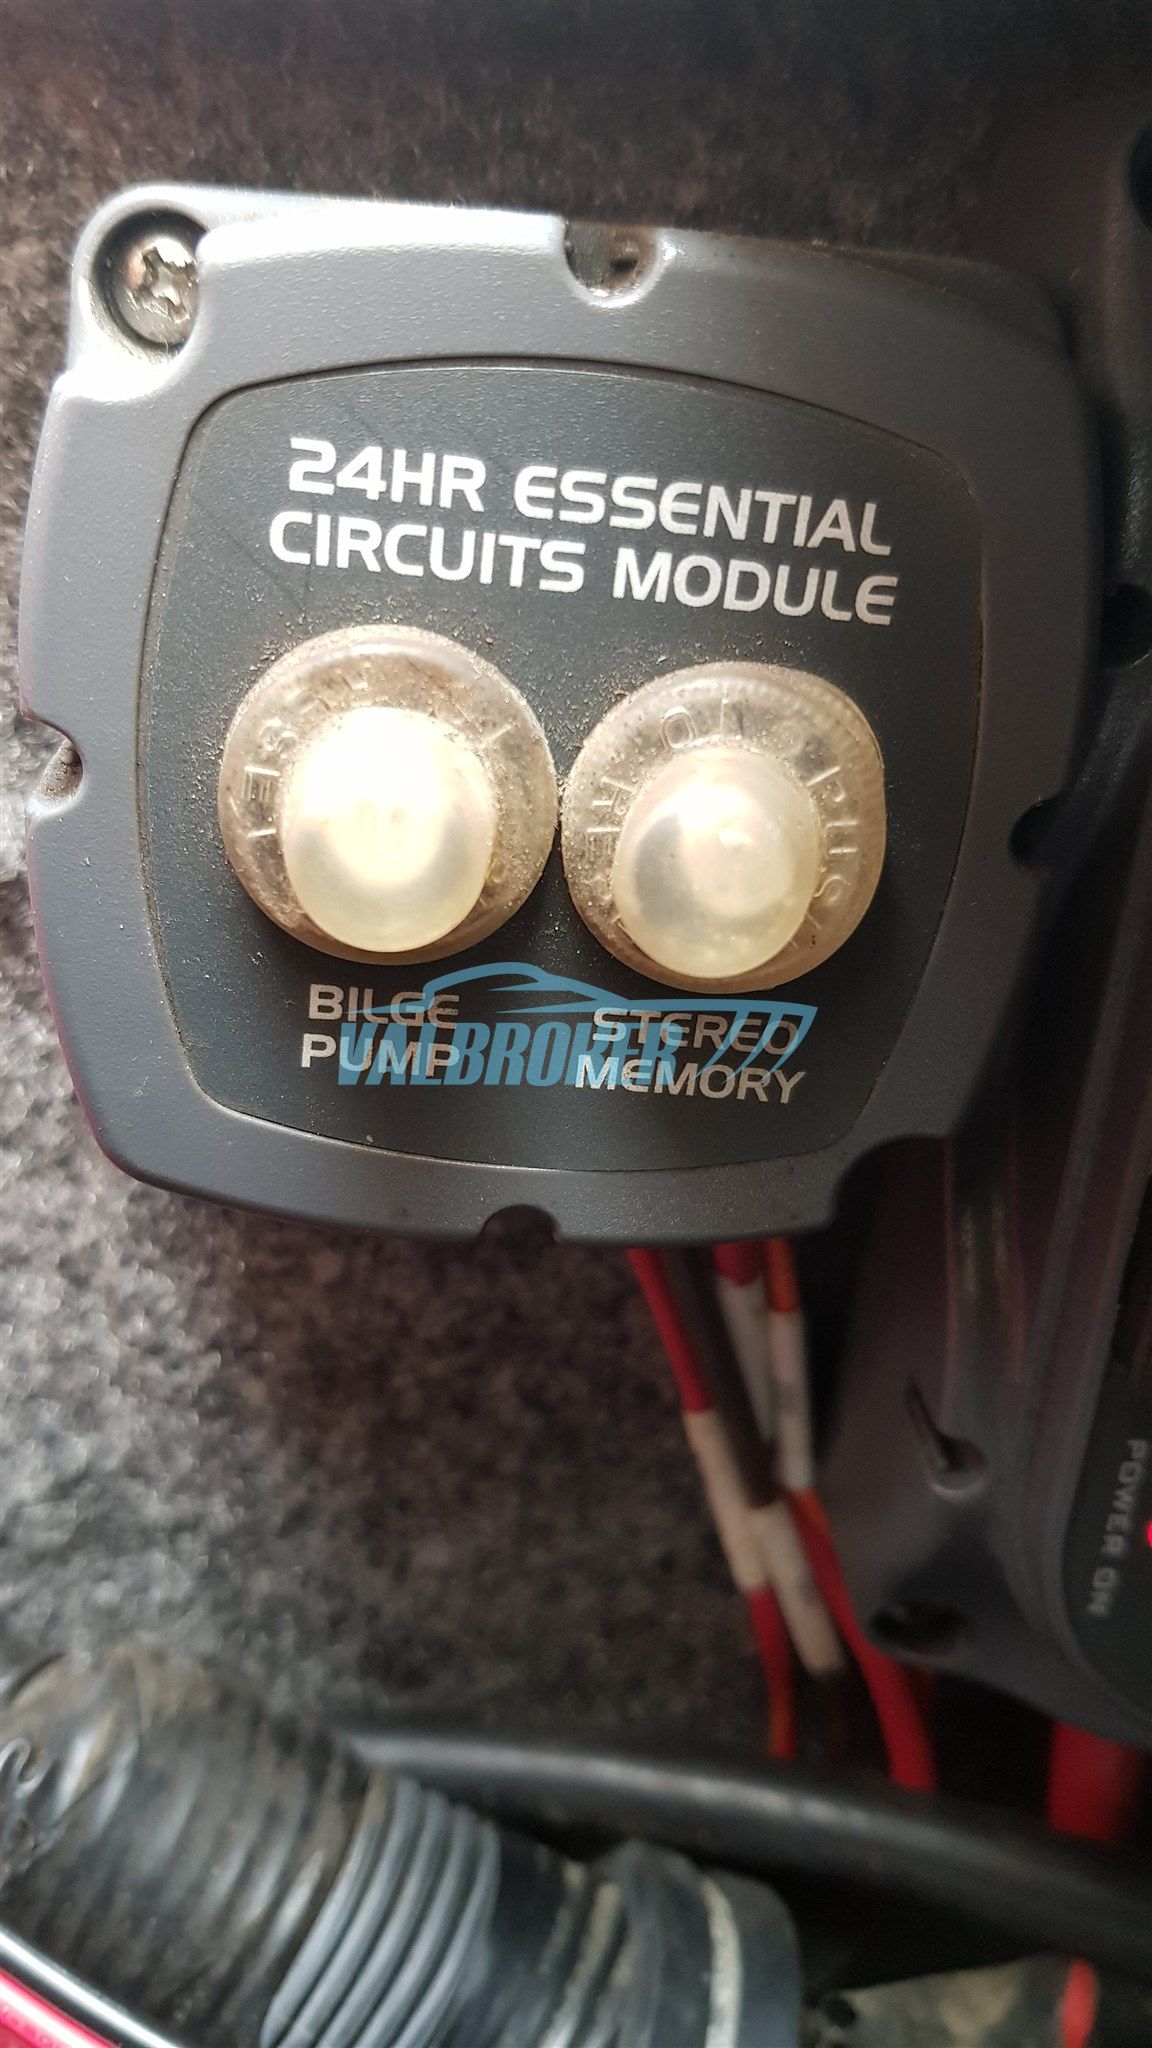 24HR ESSENTIAL
CIRCUITS MODULE
BILGE
PUMP
STEREO
MEMORY
VALBROKER
POWER ON